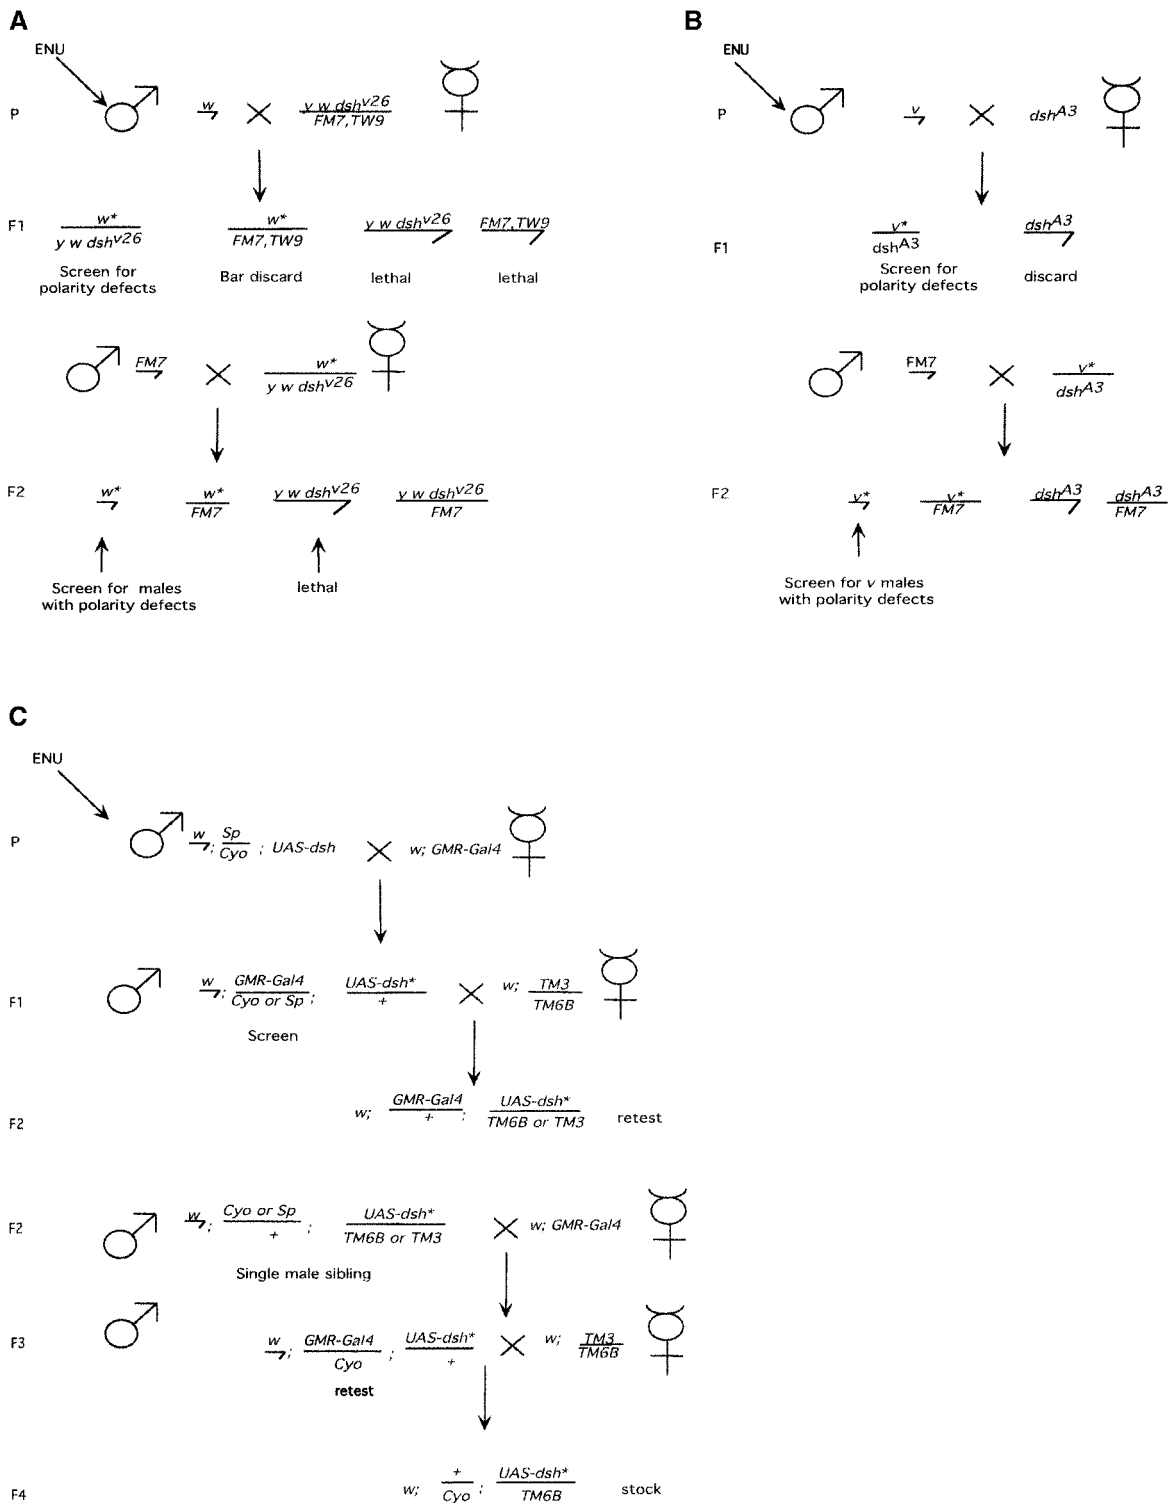 A
ENU
P
w
y w dsh^v26
FM7,TW9
F1
w*
y w dsh^v26
Screen for
polarity defects
w*
FM7,TW9
Bar discard
y w dsh^v26
lethal
FM7,TW9
lethal
FM7
w*
y w dsh^v26
F2
w*
w*
FM7
y w dsh^v26
y w dsh^v26
FM7
Screen for males
with polarity defects
lethal
B
ENU
P
v
dsh^A3
F1
v*
dsh^A3
Screen for
polarity defects
dsh^A3
discard
FM7
v*
dsh^A3
F2
v*
v*
FM7
dsh^A3
dsh^A3
FM7
Screen for v males
with polarity defects
C
ENU
P
w ; Sp
Cyo ; UAS-dsh
w; GMR-Gal4
F1
w ; GMR-Gal4
Cyo or Sp ;
UAS-dsh*
+
w; TM3
TM6B
Screen
F2
w; GMR-Gal4
+ ;
UAS-dsh*
TM6B or TM3
retest
F2
w ; Cyo or Sp
+ ;
UAS-dsh*
TM6B or TM3
w; GMR-Gal4
Single male sibling
F3
w ; GMR-Gal4
Cyo ;
UAS-dsh*
+
w; TM3
TM6B
retest
F4
w; +
Cyo ;
UAS-dsh*
TM6B
stock